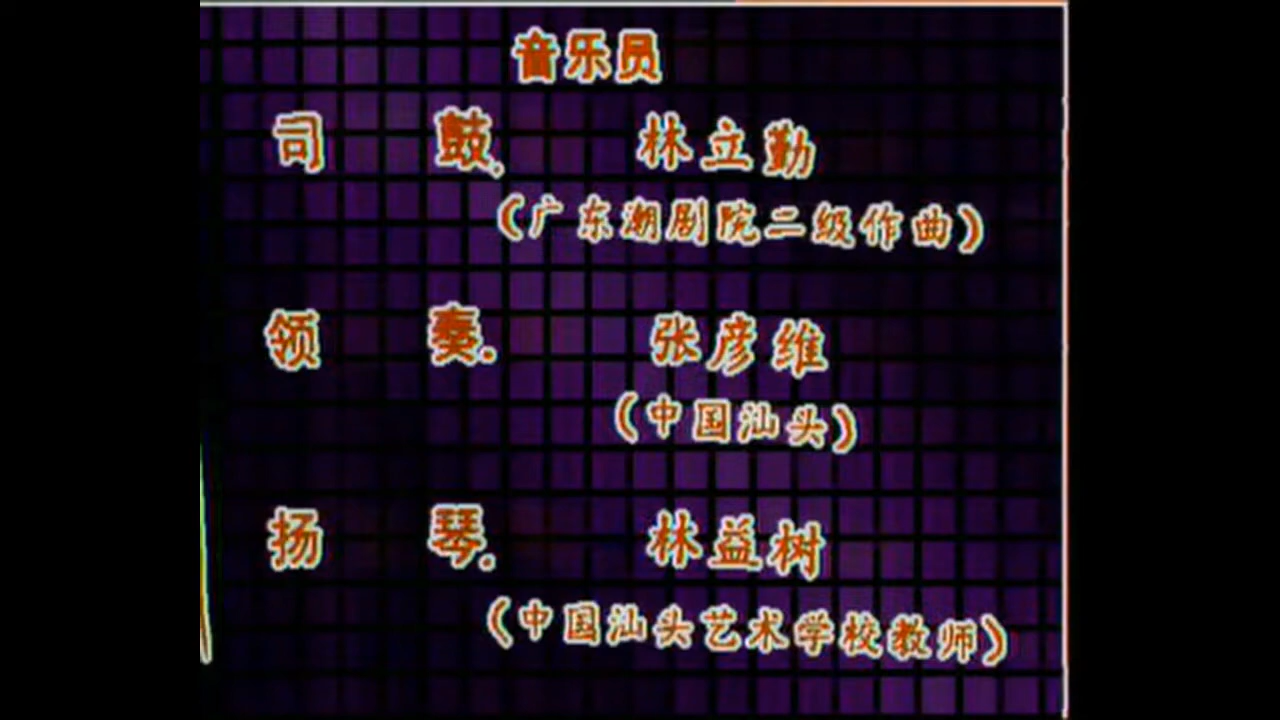 音乐员
司 鼓. 林立勤
(广东潮剧院二级作曲)
领 奏. 张彦维
(中国汕头)
扬 琴. 林益树
(中国汕头艺术学校教师)